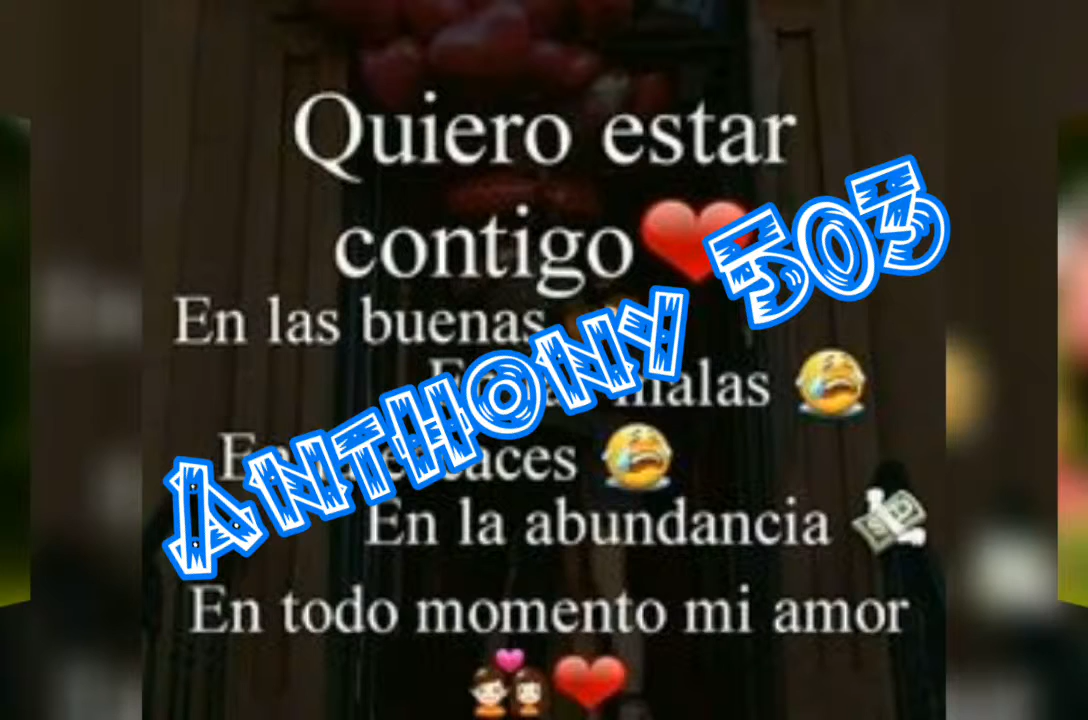 Quiero estar
contigo❤️
En las buenas
malas 😭
😭
En la abundancia 💸
En todo momento mi amor
💑❤️
ANTHONY 503